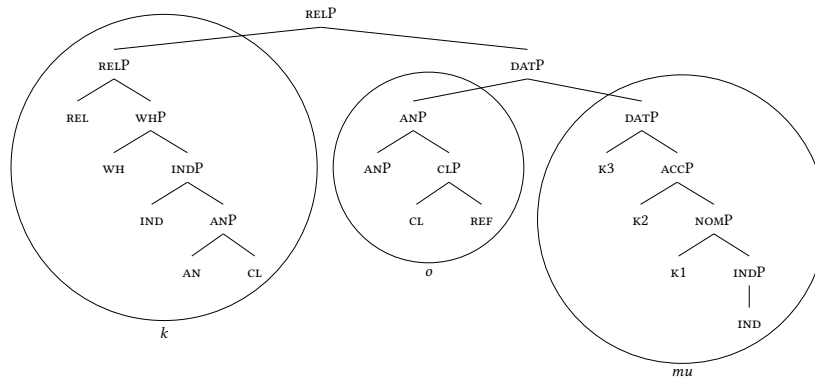 RELP
RELP DATP
REL WHP ANP DATP
WH INDP ANP CLP K3 ACCP
IND ANP CL REF K2 NOMP
AN CL K1 INDP
IND
k o mu